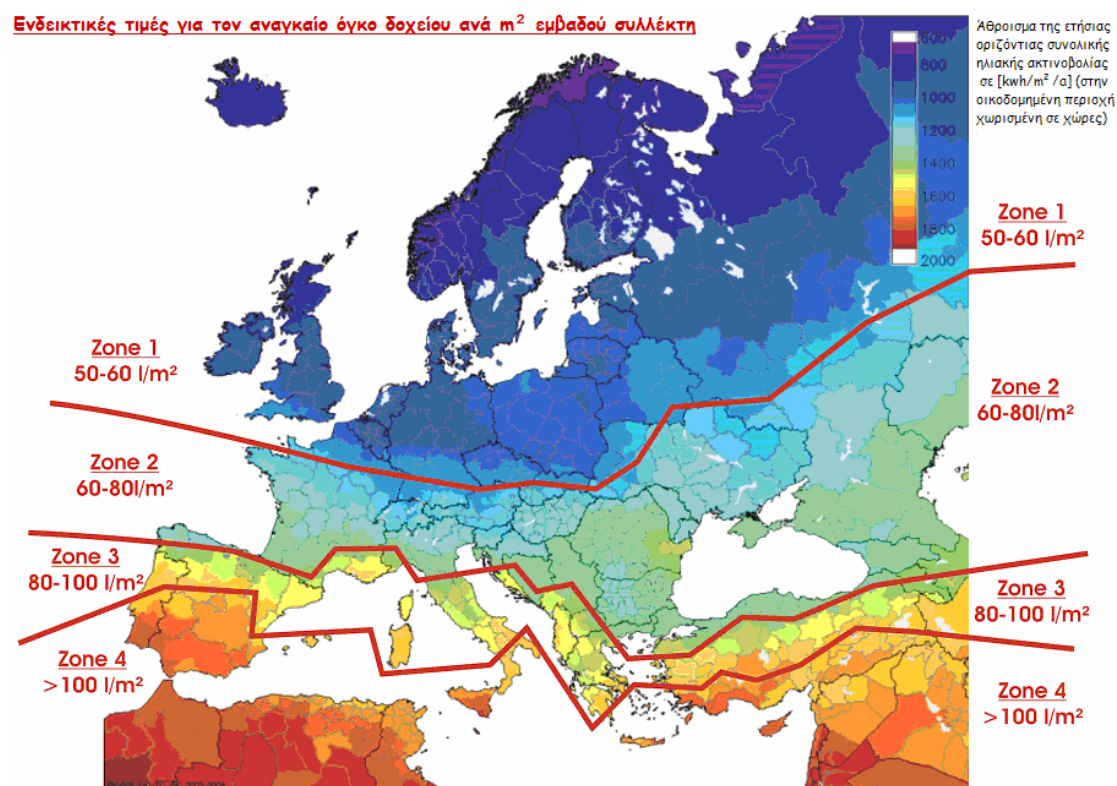 Ενδεικτικές τιμές για τον αναγκαίο όγκο δοχείου ανά m² εμβαδού συλλέκτη
Άθροισμα της ετήσιας
οριζόντιας συνολικής
ηλιακής ακτινοβολίας
σε [kwh/m² /a] (στην
οικοδομημένη περιοχή
χωρισμένη σε χώρες)
600
800
1000
1200
1400
1600
1800
2000
Zone 1
50-60 l/m²
Zone 1
50-60 l/m²
Zone 2
60-80l/m²
Zone 2
60-80l/m²
Zone 3
80-100 l/m²
Zone 3
80-100 l/m²
Zone 4
>100 l/m²
Zone 4
>100 l/m²